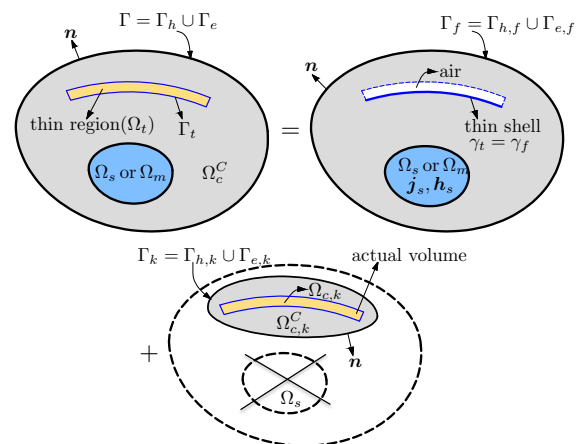 Γ = Γ_h ∪ Γ_e
n
thin region(Ω_t)
Γ_t
Ω_s or Ω_m
Ω_c^C
=
Γ_f = Γ_{h,f} ∪ Γ_{e,f}
n
air
thin shell
γ_t = γ_f
Ω_s or Ω_m
j_s, h_s
+
Γ_k = Γ_{h,k} ∪ Γ_{e,k}
actual volume
Ω_{c,k}
Ω_{c,k}^C
n
Ω_s